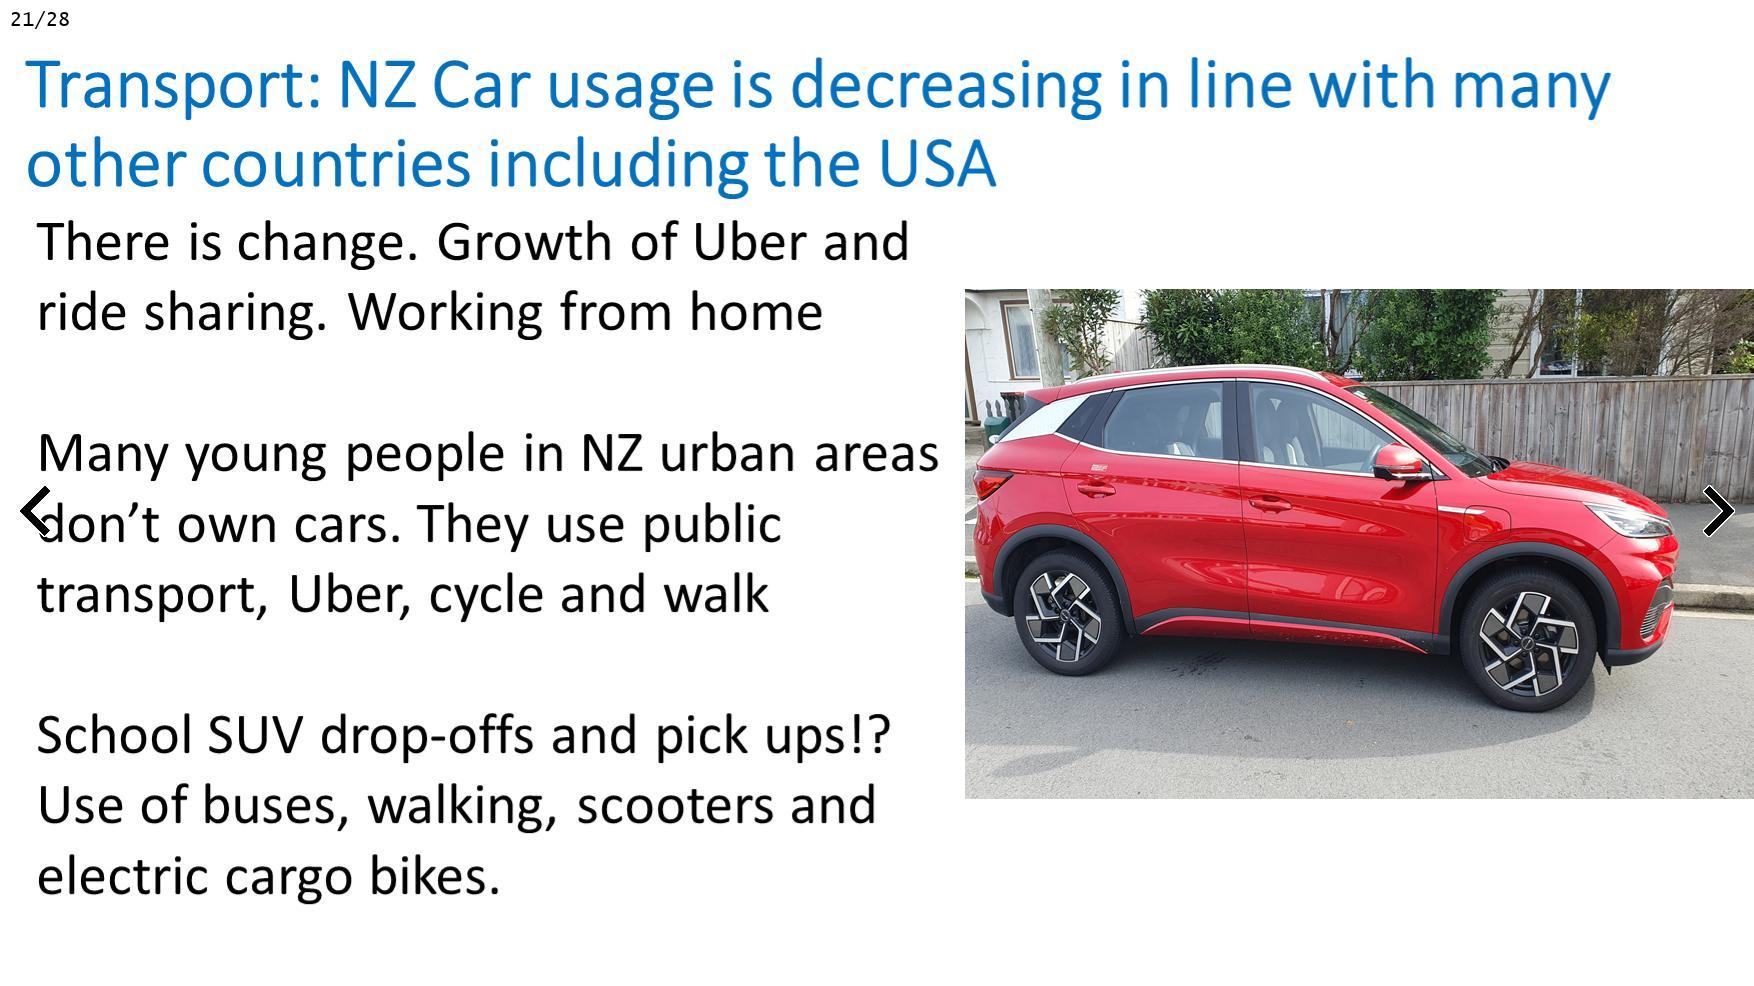 21/28
Transport: NZ Car usage is decreasing in line with many
other countries including the USA
There is change. Growth of Uber and
ride sharing. Working from home
Many young people in NZ urban areas
don’t own cars. They use public
transport, Uber, cycle and walk
School SUV drop-offs and pick ups!?
Use of buses, walking, scooters and
electric cargo bikes.